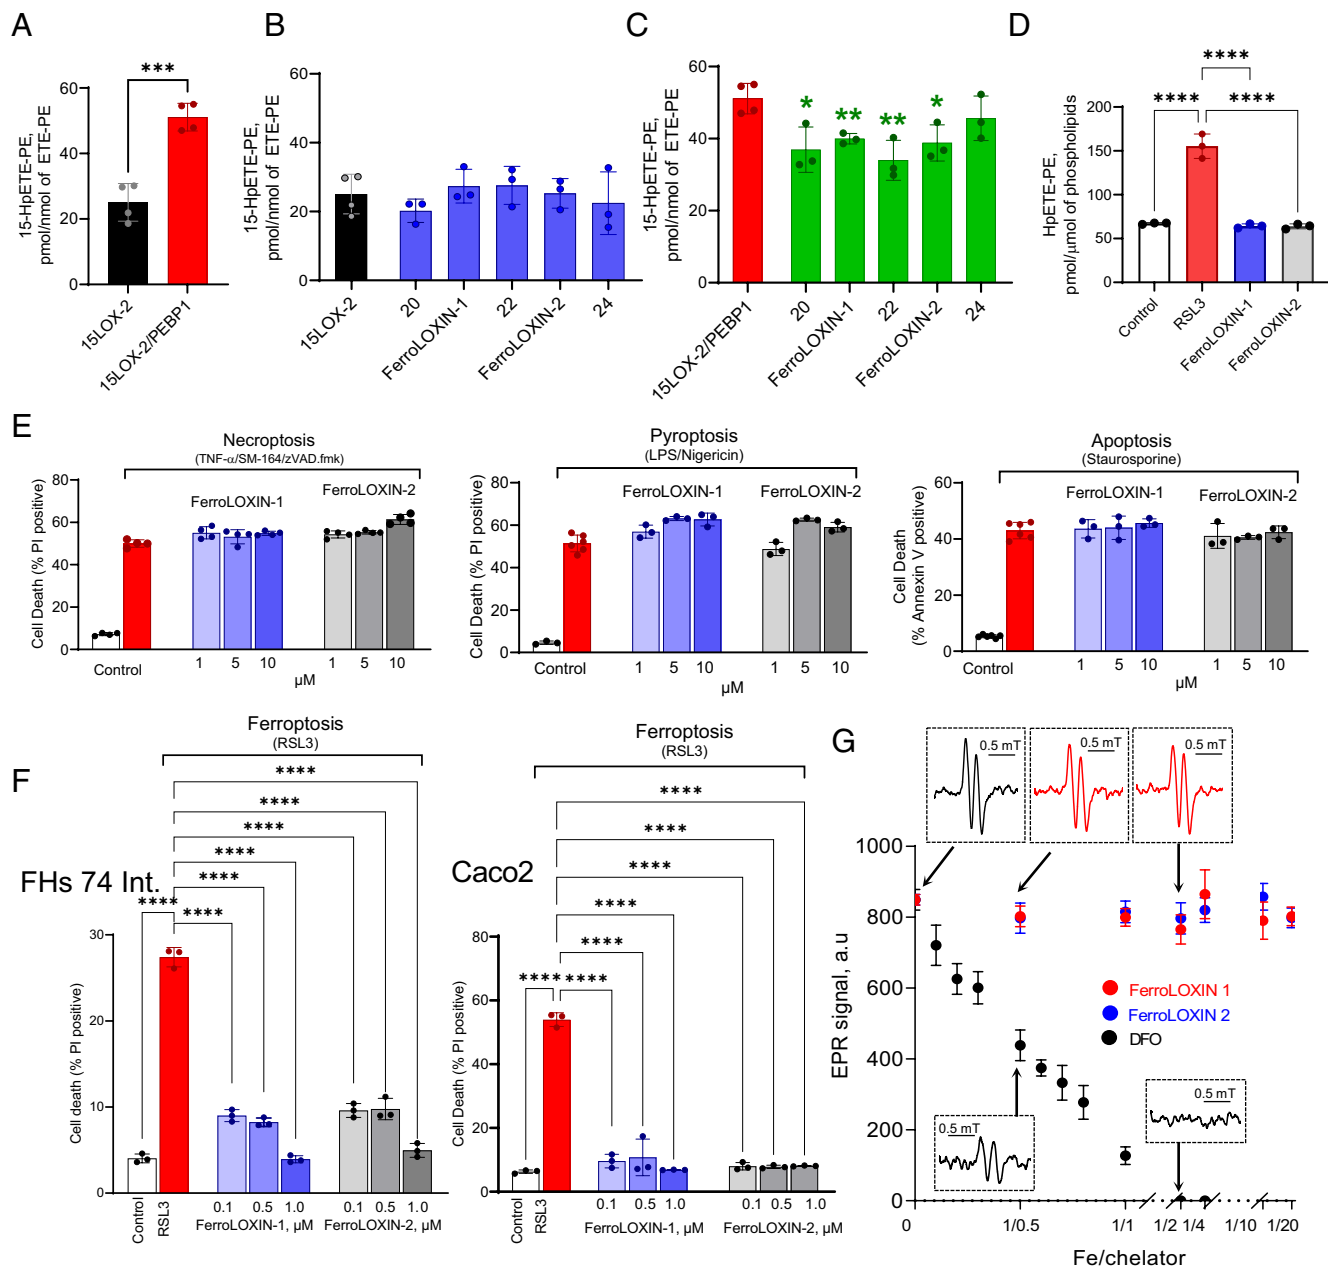 A
15-HpETE-PE,
pmol/nmol of ETE-PE
60
40
20
0
***
15LOX-2
15LOX-2/PEBP1
B
15-HpETE-PE,
pmol/nmol of ETE-PE
60
40
20
0
15LOX-2
20
FerroLOXIN-1
22
FerroLOXIN-2
24
C
15-HpETE-PE,
pmol/nmol of ETE-PE
60
40
20
0
*
**
**
*
15LOX-2/PEBP1
20
FerroLOXIN-1
22
FerroLOXIN-2
24
D
HpETE-PE,
pmol/µmol of phospholipids
200
150
100
50
0
****
**** ****
Control
RSL3
FerroLOXIN-1
FerroLOXIN-2
E
Necroptosis
(TNF-α/SM-164/zVAD.fmk)
FerroLOXIN-1
FerroLOXIN-2
Cell Death (% PI positive)
80
60
40
20
0
Control
1 5 10 1 5 10
µM
Pyroptosis
(LPS/Nigericin)
FerroLOXIN-1 FerroLOXIN-2
Cell Death (% PI positive)
80
60
40
20
0
Control
1 5 10 1 5 10
µM
Apoptosis
(Staurosporine)
FerroLOXIN-1
FerroLOXIN-2
Cell Death
(% Annexin V positive)
60
40
20
0
Control
1 5 10 1 5 10
µM
F
Ferroptosis
(RSL3)
****
****
****
****
****
**** ****
FHs 74 Int.
Cell death (% PI positive)
30
20
10
0
Control
RSL3
0.1 0.5 1.0 0.1 0.5 1.0
FerroLOXIN-1, µM FerroLOXIN-2, µM
Ferroptosis
(RSL3)
****
****
****
****
**** ****
Caco2
Cell Death (% PI positive)
80
60
40
20
0
Control
RSL3
0.1 0.5 1.0 0.1 0.5 1.0
FerroLOXIN-1, µM FerroLOXIN-2, µM
G
0.5 mT
0.5 mT
0.5 mT
EPR signal, a.u
1000
800
600
400
200
0
FerroLOXIN 1
FerroLOXIN 2
DFO
0.5 mT
0.5 mT
0 1/0.5 1/1 1/2 1/4 1/10 1/20
Fe/chelator